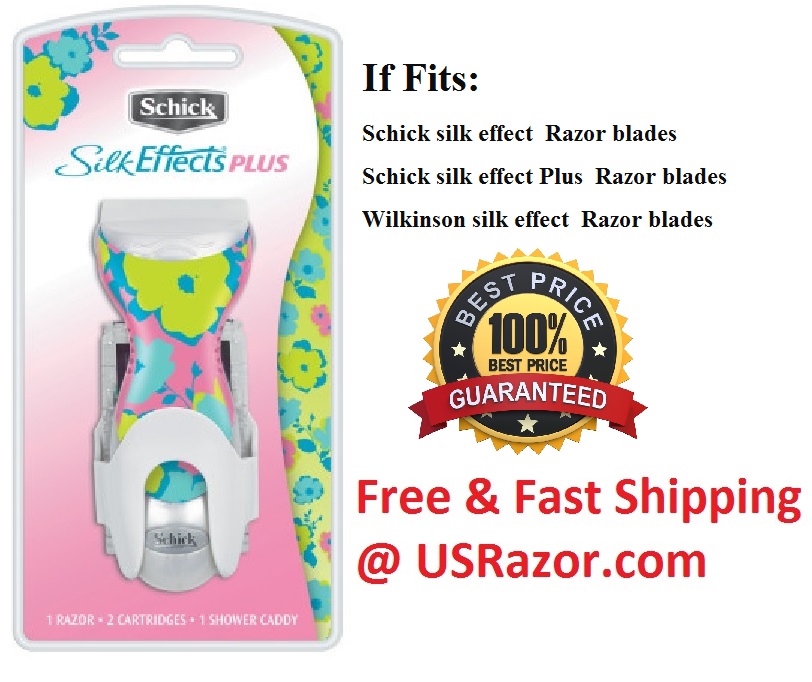 Schick
Silk Effects PLUS
Schick
1 RAZOR • 2 CARTRIDGES • 1 SHOWER CADDY
If Fits:
Schick silk effect Razor blades
Schick silk effect Plus Razor blades
Wilkinson silk effect Razor blades
BEST PRICE
100%
BEST PRICE
GUARANTEED
Free & Fast Shipping
@ USRazor.com